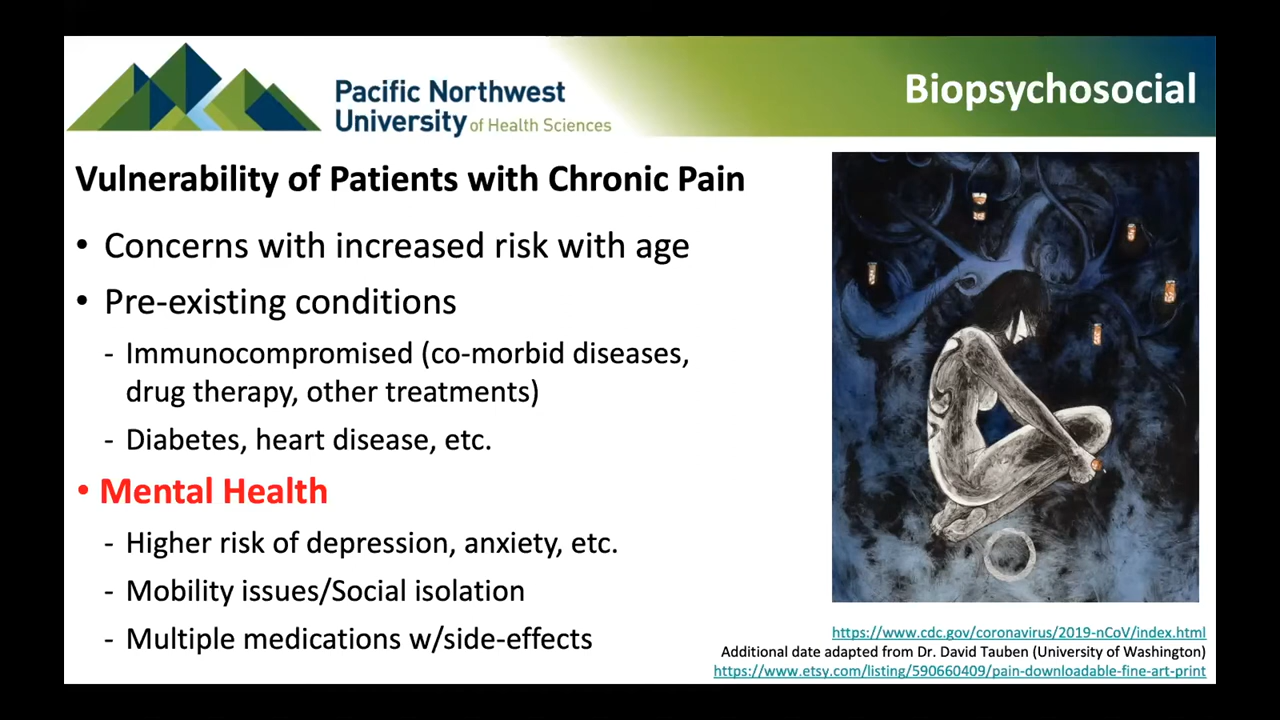 Pacific Northwest
University of Health Sciences
Biopsychosocial
Vulnerability of Patients with Chronic Pain
• Concerns with increased risk with age
• Pre-existing conditions
- Immunocompromised (co-morbid diseases,
drug therapy, other treatments)
- Diabetes, heart disease, etc.
• Mental Health
- Higher risk of depression, anxiety, etc.
- Mobility issues/Social isolation
- Multiple medications w/side-effects
https://www.cdc.gov/coronavirus/2019-nCoV/index.html
Additional date adapted from Dr. David Tauben (University of Washington)
https://www.etsy.com/listing/590660409/pain-downloadable-fine-art-print